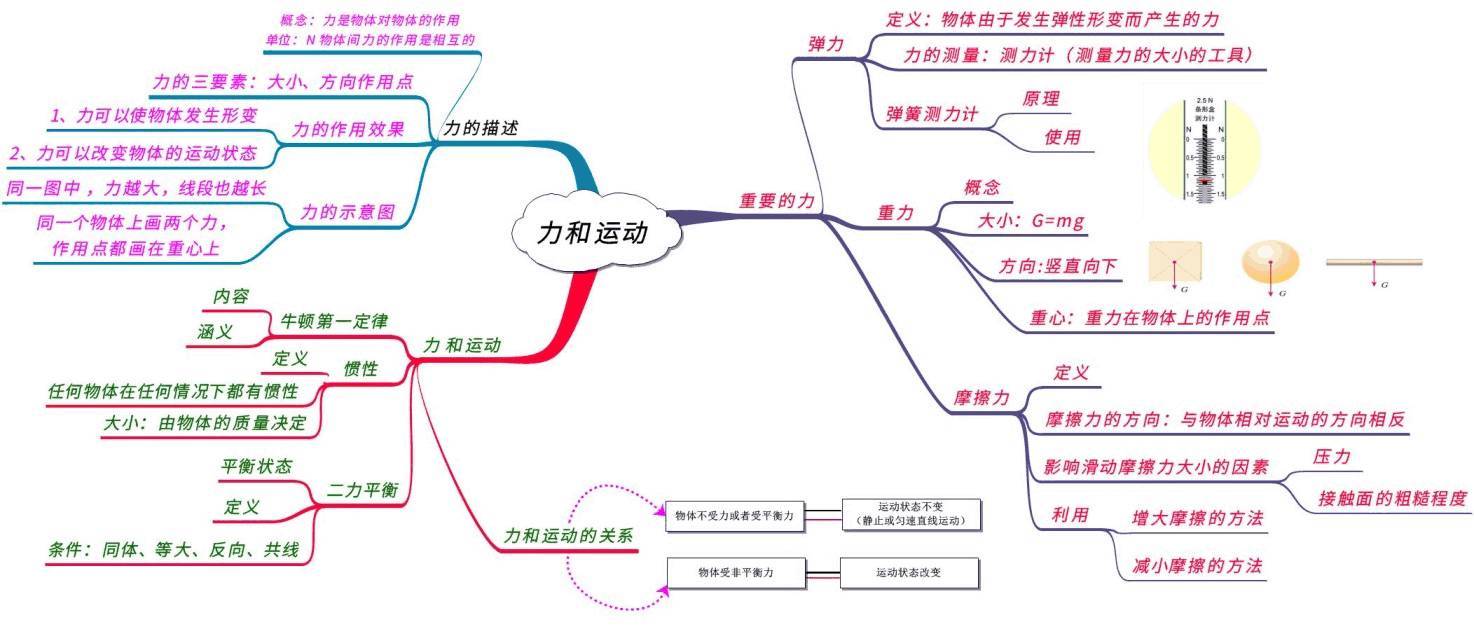 力和运动
力的描述
概念：力是物体对物体的作用
单位：N 物体间力的作用是相互的
力的三要素：大小、方向作用点
力的作用效果
1、力可以使物体发生形变
2、力可以改变物体的运动状态
力的示意图
同一图中，力越大，线段也越长
同一个物体上画两个力，
作用点都画在重心上
力 和 运动
牛顿第一定律
内容
涵义
惯性
定义
任何物体在任何情况下都有惯性
大小：由物体的质量决定
二力平衡
平衡状态
定义
条件：同体、等大、反向、共线
力和运动的关系
物体不受力或者受平衡力
运动状态不变
（静止或匀速直线运动）
物体受非平衡力
运动状态改变
重要的力
弹力
定义：物体由于发生弹性形变而产生的力
力的测量：测力计（测量力的大小的工具）
弹簧测力计
原理
使用
2.5 N
条形盒
测力计
N N
0 0
0.5 0.5
1 1
1.5 1.5
重力
概念
大小：G=mg
方向:竖直向下
重心：重力在物体上的作用点
G
G
G
摩擦力
定义
摩擦力的方向：与物体相对运动的方向相反
影响滑动摩擦力大小的因素
压力
接触面的粗糙程度
利用
增大摩擦的方法
减小摩擦的方法